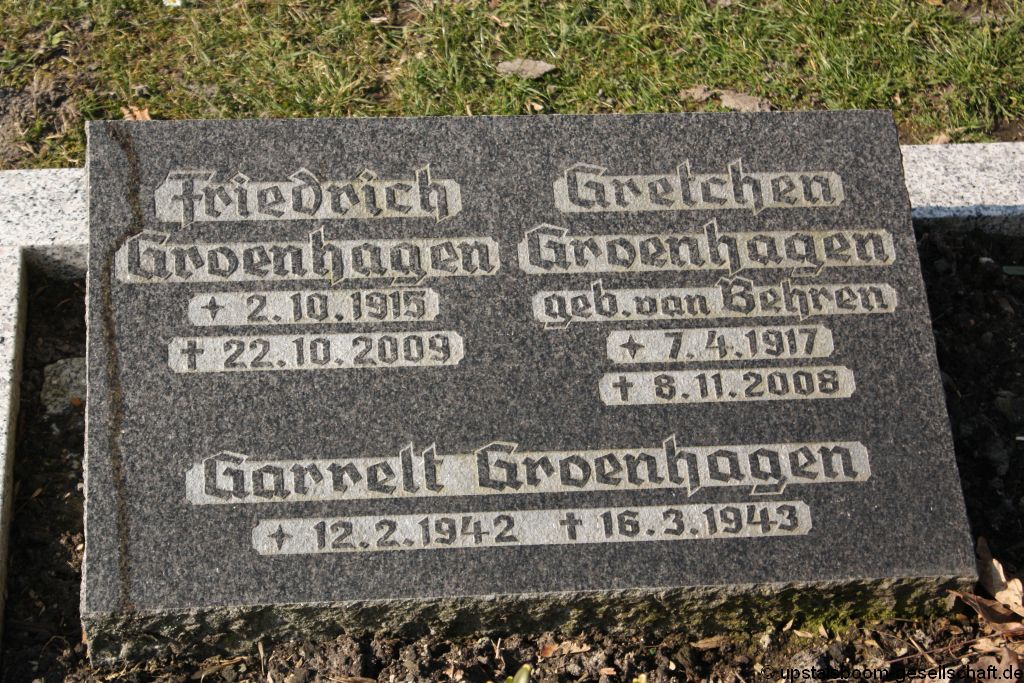 Friedrich
Groenhagen
✦ 2.10.1915
✝ 22.10.2009
Gretchen
Groenhagen
geb. van Behren
✦ 7.4.1917
✝ 8.11.2008
Garrelt Groenhagen
✦ 12.2.1942 ✝ 16.3.1943
© upstalsboom-gesellschaft.de